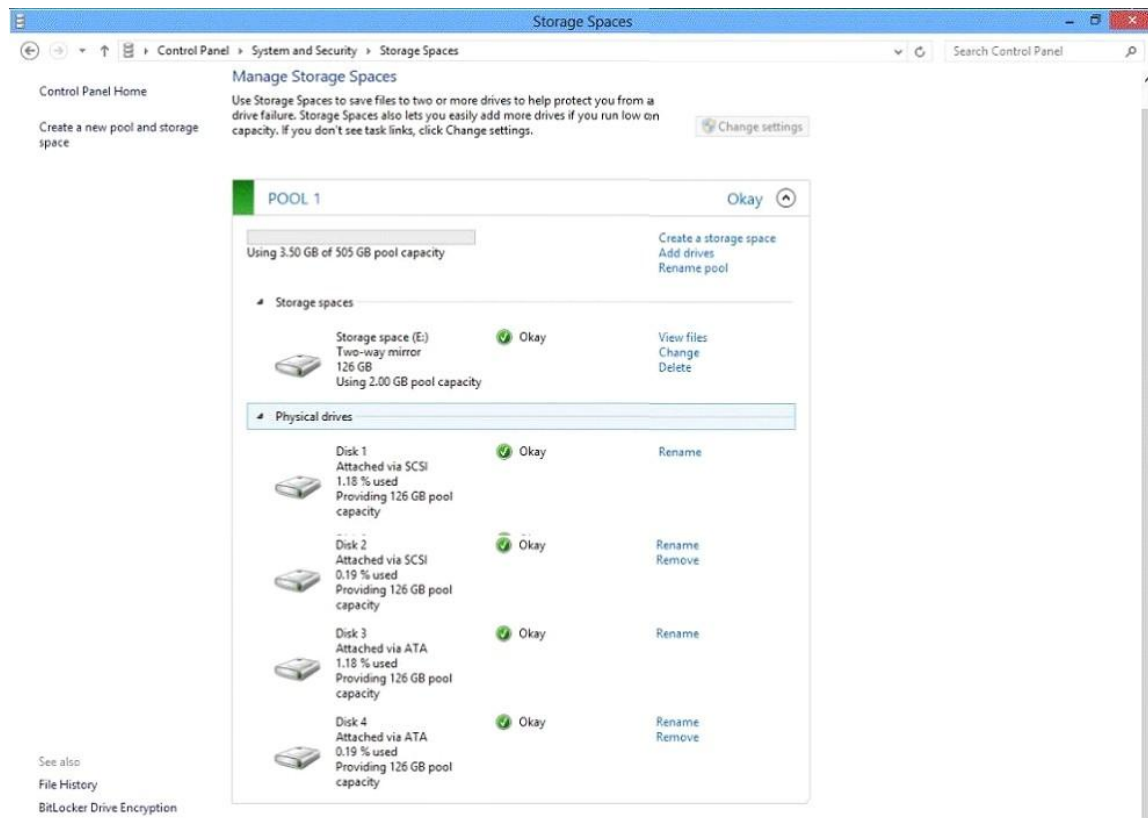 Storage Spaces
Control Panel System and Security Storage Spaces
Search Control Panel
Control Panel Home
Create a new pool and storage
space
Manage Storage Spaces
Use Storage Spaces to save files to two or more drives to help protect you from a
drive failure. Storage Spaces also lets you easily add more drives if you run low on
capacity. If you don't see task links, click Change settings.
Change settings
POOL 1
Okay
Using 3.50 GB of 505 GB pool capacity
Create a storage space
Add drives
Rename pool
Storage spaces
Storage space (E:)
Two-way mirror
126 GB
Using 2.00 GB pool capacity
Okay
View files
Change
Delete
Physical drives
Disk 1
Attached via SCSI
1.18 % used
Providing 126 GB pool
capacity
Okay
Rename
Disk 2
Attached via SCSI
0.19 % used
Providing 126 GB pool
capacity
Okay
Rename
Remove
Disk 3
Attached via ATA
1.18 % used
Providing 126 GB pool
capacity
Okay
Rename
Disk 4
Attached via ATA
0.19 % used
Providing 126 GB pool
capacity
Okay
Rename
Remove
See also
File History
BitLocker Drive Encryption